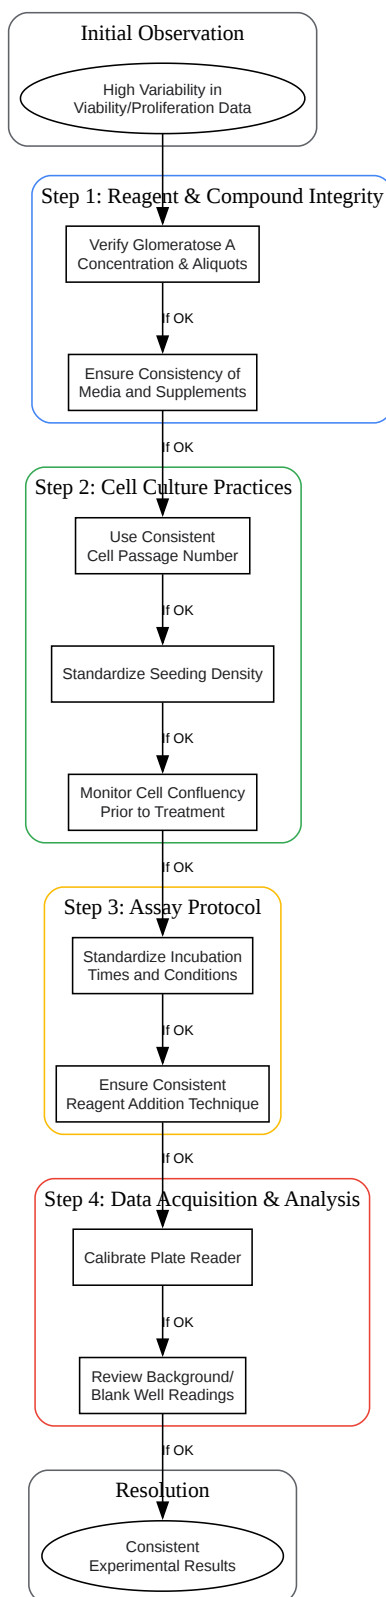 Initial Observation
High Variability in
Viability/Proliferation Data
Step 1: Reagent & Compound Integrity
Verify Glomeratose A
Concentration & Aliquots
If OK
Ensure Consistency of
Media and Supplements
If OK
Step 2: Cell Culture Practices
Use Consistent
Cell Passage Number
If OK
Standardize Seeding Density
If OK
Monitor Cell Confluency
Prior to Treatment
If OK
Step 3: Assay Protocol
Standardize Incubation
Times and Conditions
If OK
Ensure Consistent
Reagent Addition Technique
If OK
Step 4: Data Acquisition & Analysis
Calibrate Plate Reader
If OK
Review Background/
Blank Well Readings
If OK
Resolution
Consistent
Experimental Results